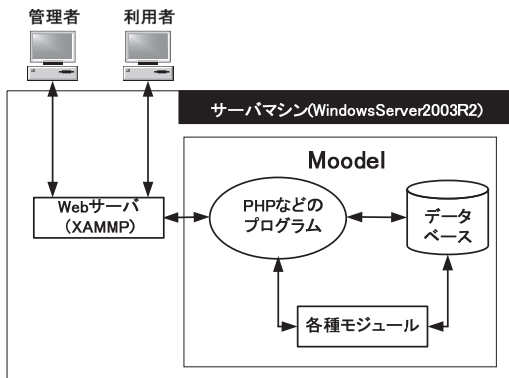 管理者
利用者
サーバマシン(WindowsServer2003R2)
Moodel
Webサーバ
(XAMMP)
PHPなどの
プログラム
データ
ベース
各種モジュール